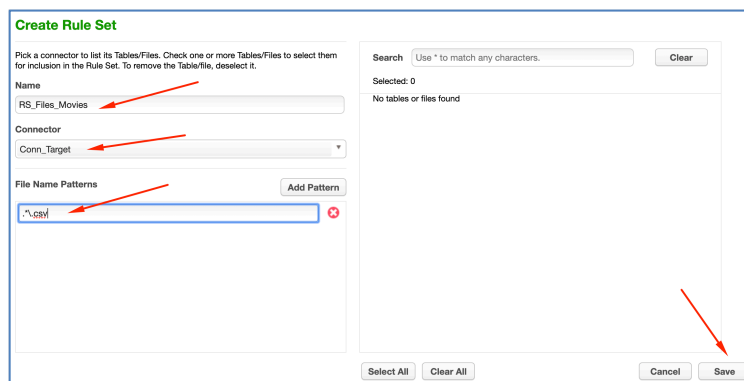 Create Rule Set
Pick a connector to list its Tables/Files. Check one or more Tables/Files to select them
for inclusion in the Rule Set. To remove the Table/file, deselect it.
Name
RS_Files_Movies
Connector
Conn_Target
File Name Patterns
Add Pattern
.*\.csv
Search
Use * to match any characters.
Clear
Selected: 0
No tables or files found
Select All
Clear All
Cancel
Save